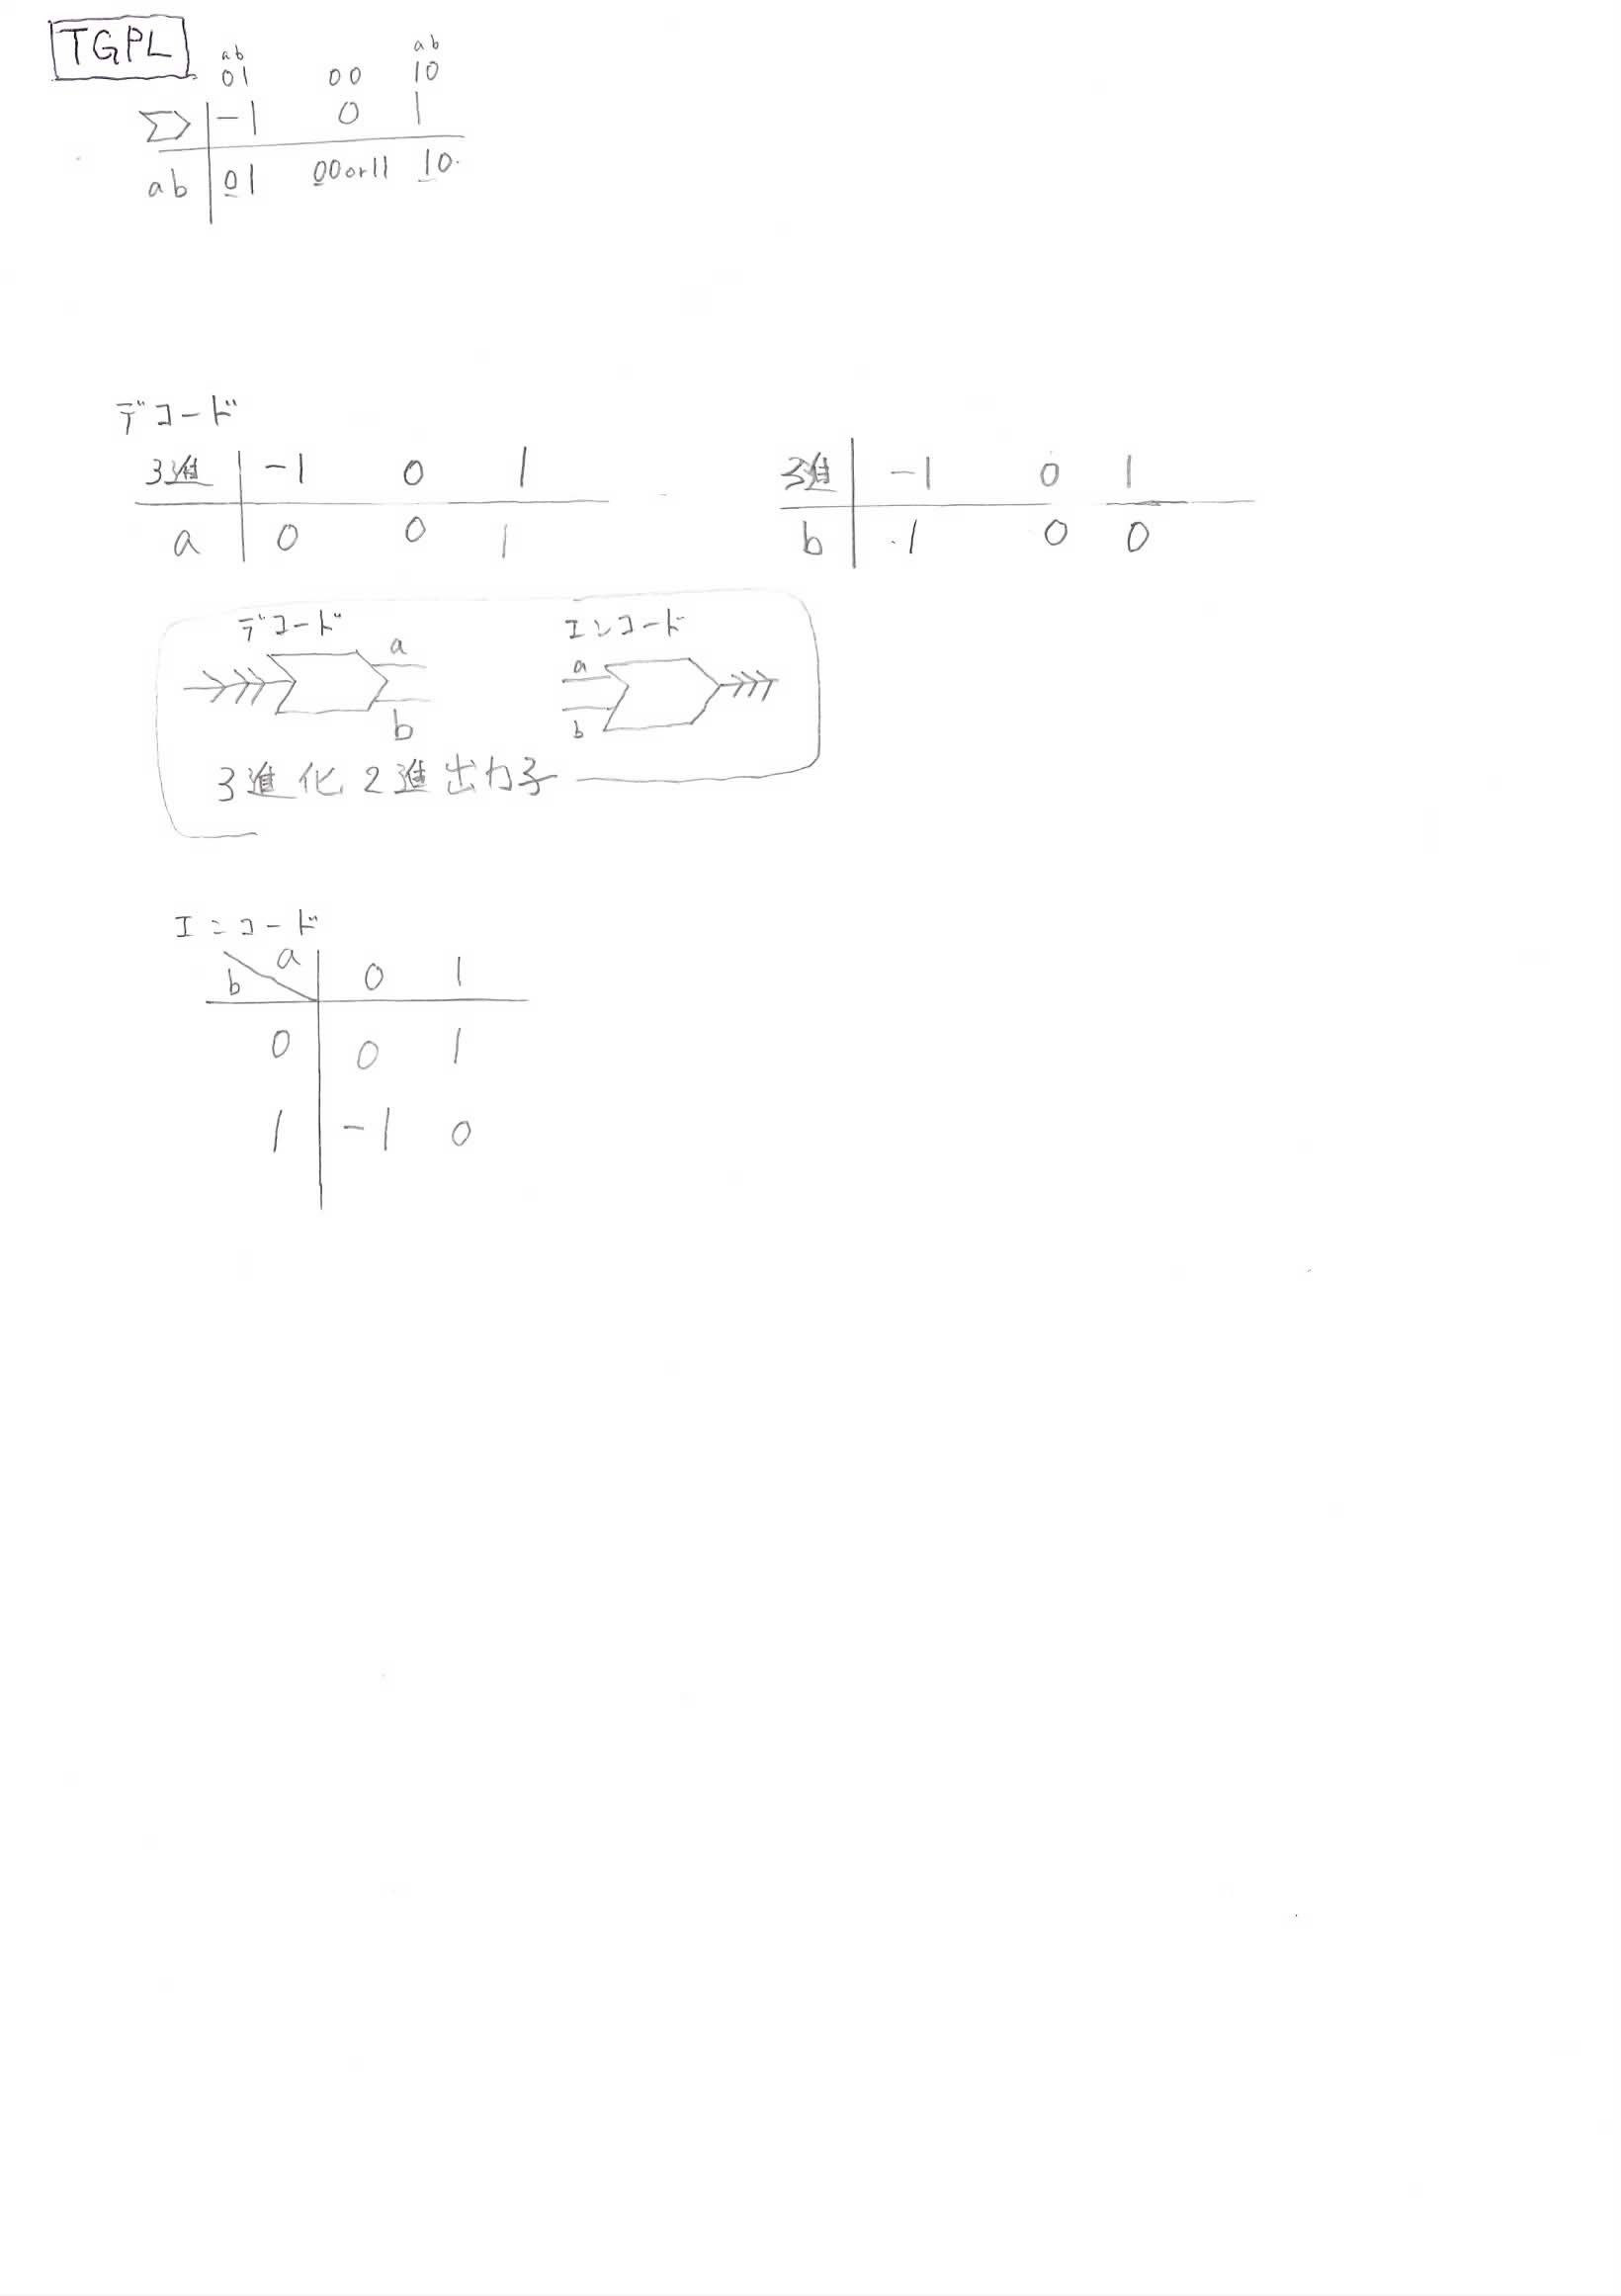 TGPL
ab ab
01 00 10
-1 0 1
ab 01 00or11 10
デコード
3進 -1 0 1
a 0 0 1
3進 -1 0 1
b 1 0 0
デコード エンコード
a a
b b
3進化2進出力子
エンコード
a 0 1
b
0 0 1
1 -1 0